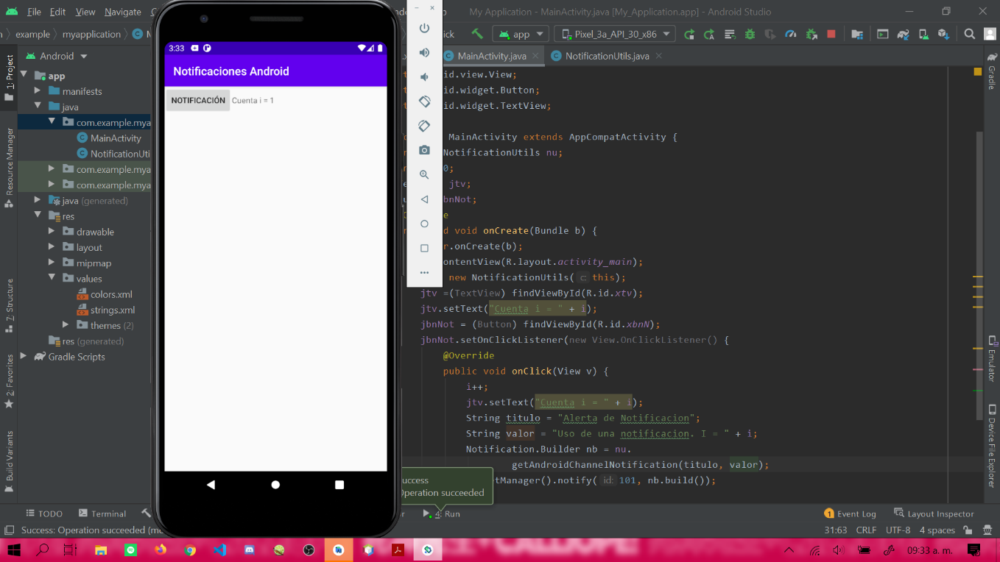 File Edit View Navigate
My Application - MainActivity.java [My_Application.app] - Android Studio
example myapplication
app Pixel_3a_API_30_x86
Android
MainActivity.java NotificationUtils.java
1: Project
Resource Manager
7: Structure
2: Favorites
Build Variants
app
manifests
java
com.example.mya
MainActivity
NotificationUti
com.example.mya
com.example.mya
java (generated)
res
drawable
layout
mipmap
values
colors.xml
strings.xml
themes (2)
res (generated)
Gradle Scripts
3:33
Notificaciones Android
NOTIFICACIÓN Cuenta i = 1
id.view.View;
id.widget.Button;
id.widget.TextView;
MainActivity extends AppCompatActivity {
NotificationUtils nu;
0;
jtv;
bnNot;
e
d void onCreate(Bundle b) {
r.onCreate(b);
ontentView(R.layout.activity_main);
new NotificationUtils( c this);
jtv =(TextView) findViewById(R.id.xtv);
jtv.setText("Cuenta i = " + i);
jbnNot = (Button) findViewById(R.id.xbnN);
jbnNot.setOnClickListener(new View.OnClickListener() {
@Override
public void onClick(View v) {
i++;
jtv.setText("Cuenta i = " + i);
String titulo = "Alerta de Notificacion";
String valor = "Uso de una notificacion. I = " + i;
Notification.Builder nb = nu.
getAndroidChannelNotification(titulo, valor);
tManager().notify( id: 101, nb.build());
uccess
Operation succeeded
Gradle
Emulator
Device File Explorer
TODO Terminal 4: Run 1 Event Log Layout Inspector
Success: Operation succeeded (mo 31:63 CRLF UTF-8 4 spaces
09:33 a. m.